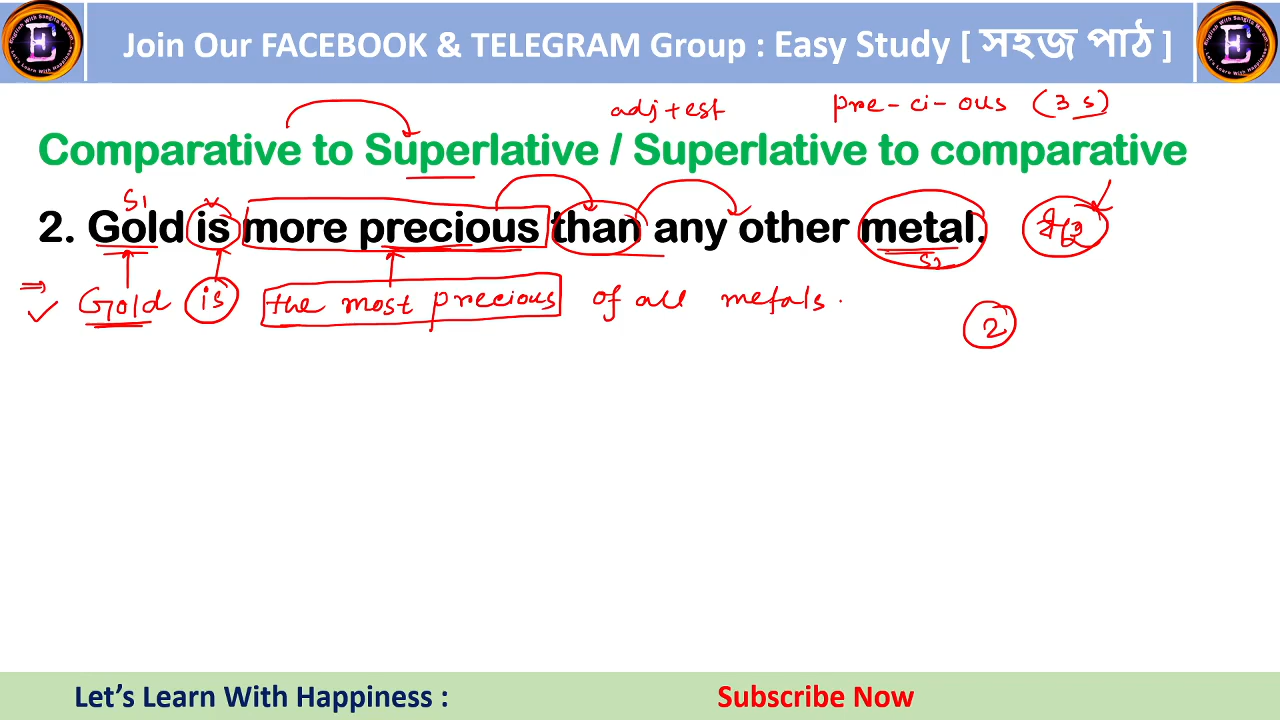 Join Our FACEBOOK & TELEGRAM Group : Easy Study [ সহজ পাঠ ]
adj + est pre - ci - ous (3 s)
Comparative to Superlative / Superlative to comparative
S1 v
2. Gold is more precious than any other metal.
S2
⇒ ✓ Gold is the most precious of all metals.
2
Let's Learn With Happiness : Subscribe Now